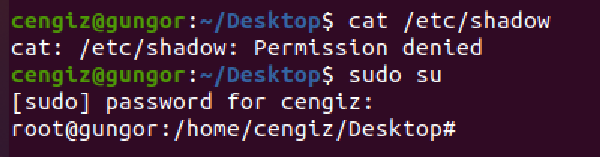 cengiz@gungor:~/Desktop$ cat /etc/shadow
cat: /etc/shadow: Permission denied
cengiz@gungor:~/Desktop$ sudo su
[sudo] password for cengiz:
root@gungor:/home/cengiz/Desktop#